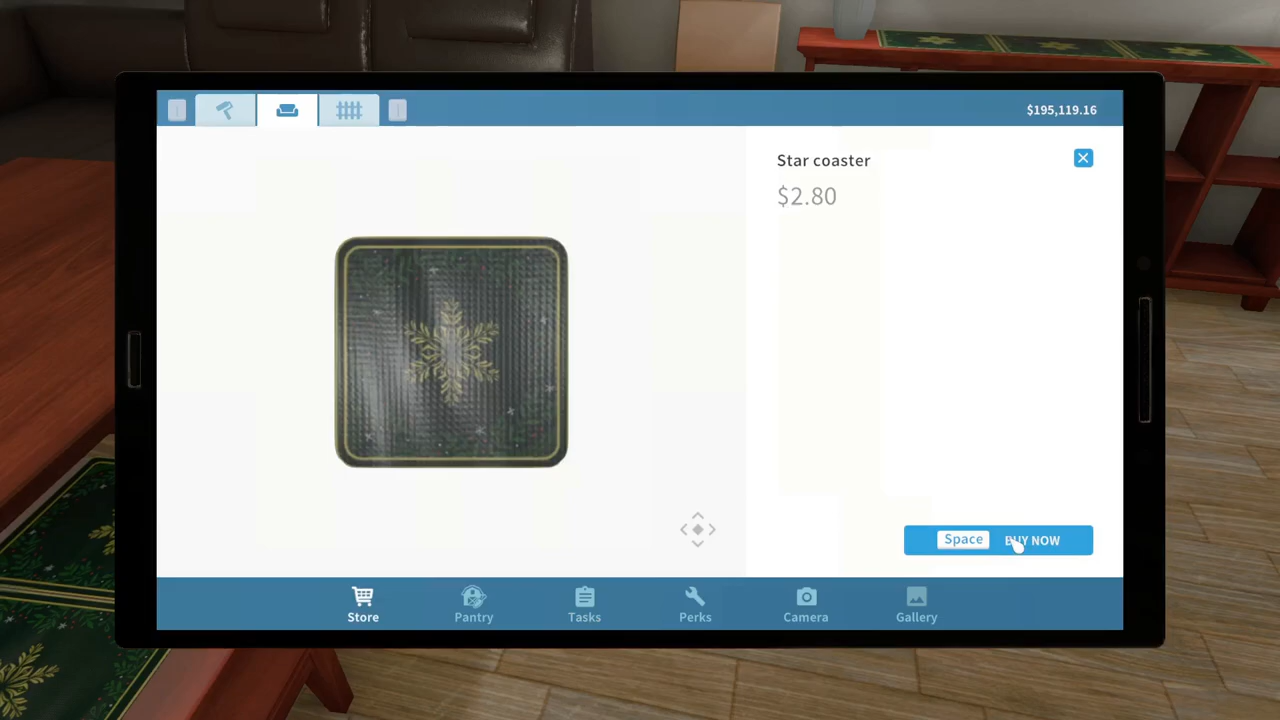 $195,119.16
Star coaster
$2.80
Space BUY NOW
Store Pantry Tasks Perks Camera Gallery